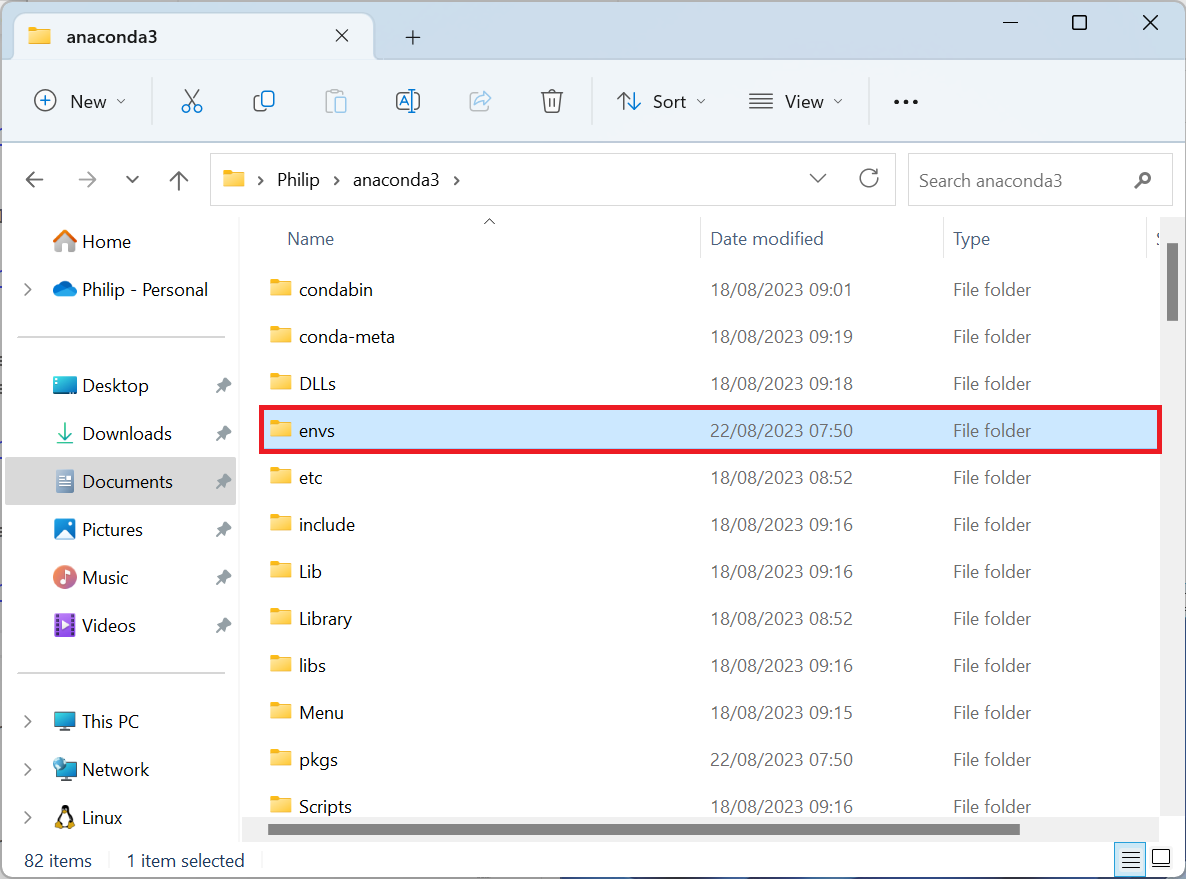 anaconda3
New Sort View
Philip anaconda3 Search anaconda3
Home
Philip - Personal
Desktop
Downloads
Documents
Pictures
Music
Videos
This PC
Network
Linux
Name Date modified Type
condabin 18/08/2023 09:01 File folder
conda-meta 18/08/2023 09:19 File folder
DLLs 18/08/2023 09:18 File folder
envs 22/08/2023 07:50 File folder
etc 18/08/2023 08:52 File folder
include 18/08/2023 09:16 File folder
Lib 18/08/2023 09:16 File folder
Library 18/08/2023 08:52 File folder
libs 18/08/2023 09:16 File folder
Menu 18/08/2023 09:15 File folder
pkgs 22/08/2023 07:50 File folder
Scripts 18/08/2023 09:16 File folder
82 items 1 item selected